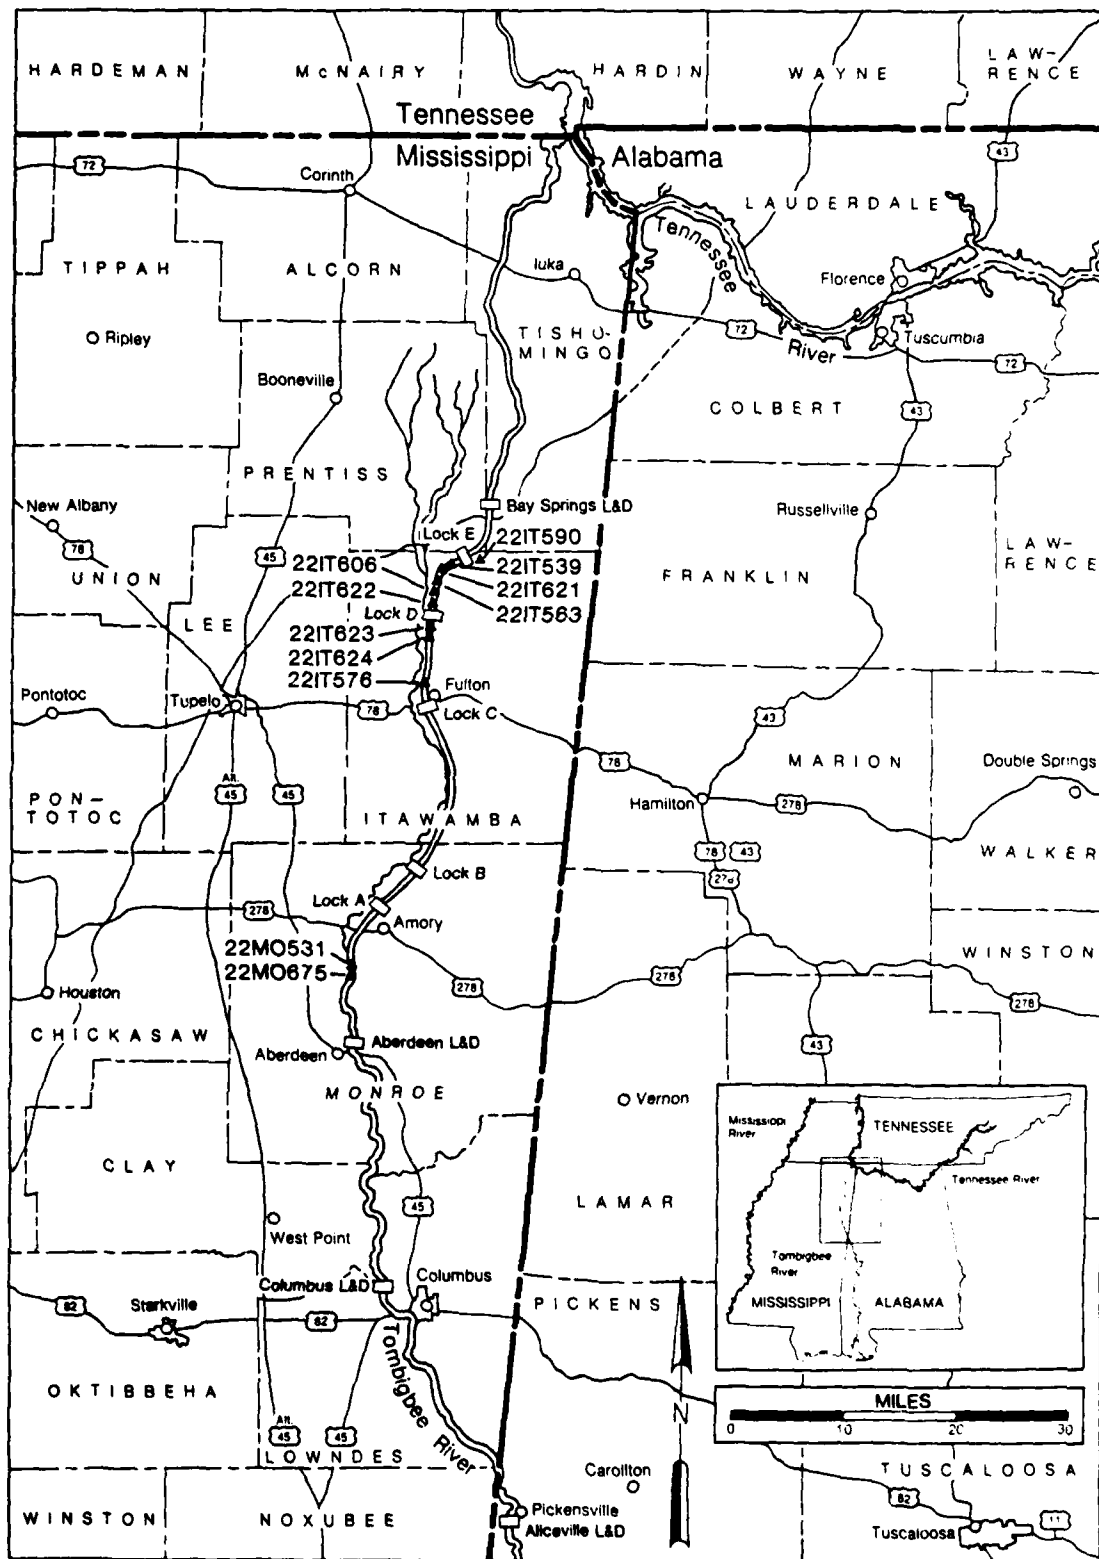 HARDEMAN
McNAIRY
HARDIN
WAYNE
LAW-
RENCE
Tennessee
Mississippi
Alabama
72
Corinth
43
LAUDERDALE
TIPPAH
ALCORN
Iuka
Tennessee
River
Florence
Ripley
TISHO-
MINGO
72
Tuscumbia
72
Booneville
COLBERT
43
PRENTISS
New Albany
Bay Springs L&D
Russellville
78
UNION
45
Lock E
22IT590
22IT606
22IT539
22IT622
22IT621
22IT563
FRANKLIN
LAW-
RENCE
Lock D
LEE
22IT623
22IT624
22IT576
Fulton
Pontotoc
Tupelo
78
Lock C
43
78
MARION
Double Springs
Alt.
45
45
PON-
TOTOC
ITAWAMBA
Hamilton
278
78
43
278
WALKER
Lock B
Lock A
278
Amory
22MO531
22MO675
WINSTON
278
278
278
Houston
CHICKASAW
Aberdeen L&D
Aberdeen
43
MONROE
Vernon
CLAY
LAMAR
45
West Point
Columbus L&D
Columbus
PICKENS
82
Starkville
82
Tombigbee River
OKTIBBEHA
Alt.
45
45
LOWNDES
N
Carollton
WINSTON
NOXUBEE
Pickensville
Aliceville L&D
Mississippi
River
TENNESSEE
Tennessee River
Tombigbee
River
MISSISSIPPI
ALABAMA
MILES
0
10
20
30
TUSCALOOSA
82
11
Tuscaloosa